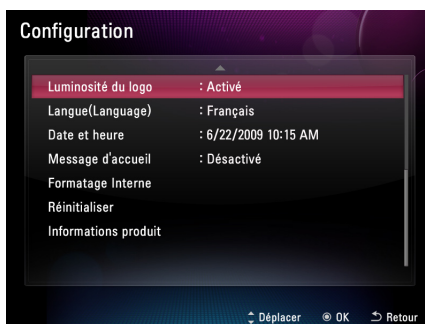 Configuration
Luminosité du logo : Activé
Langue(Language) : Français
Date et heure : 6/22/2009 10:15 AM
Message d'accueil : Désactivé
Formatage Interne
Réinitialiser
Informations produit
Déplacer OK Retour